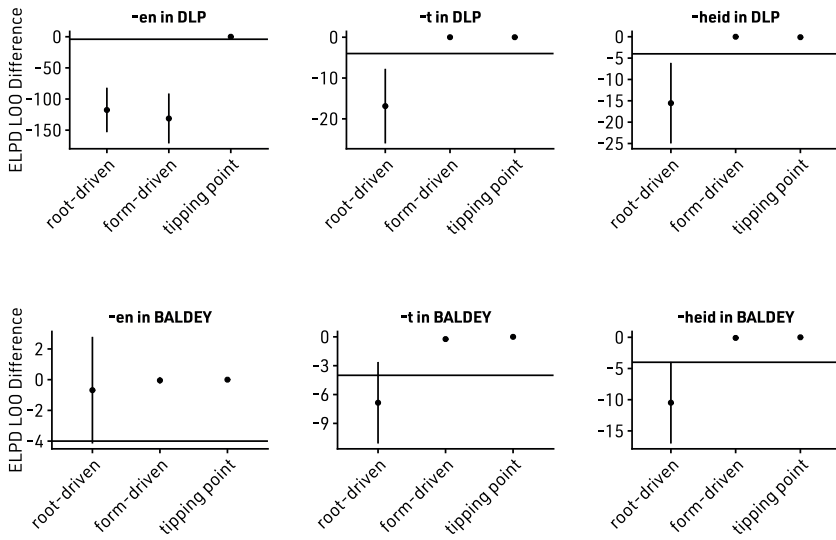 -en in DLP
ELPD LOO Difference
0
-50
-100
-150
root-driven
form-driven
tipping point
-t in DLP
0
-10
-20
root-driven
form-driven
tipping point
-heid in DLP
0
-5
-10
-15
-20
-25
root-driven
form-driven
tipping point
-en in BALDEY
ELPD LOO Difference
2
0
-2
-4
root-driven
form-driven
tipping point
-t in BALDEY
0
-3
-6
-9
root-driven
form-driven
tipping point
-heid in BALDEY
0
-5
-10
-15
root-driven
form-driven
tipping point